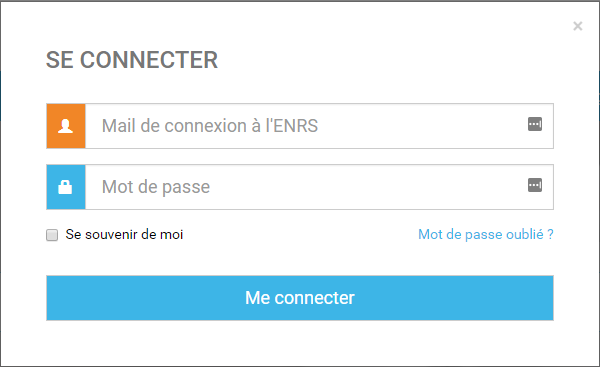 ×
SE CONNECTER
Mail de connexion à l'ENRS
Mot de passe
Se souvenir de moi
Mot de passe oublié ?
Me connecter